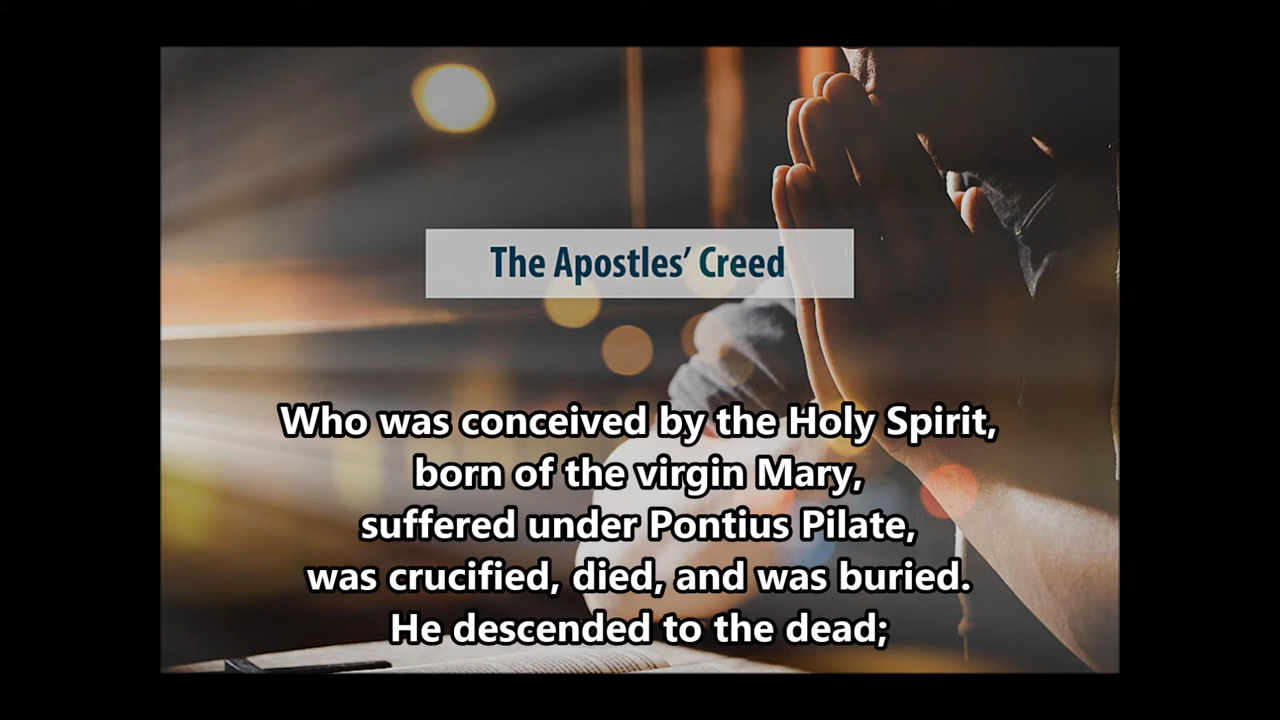 The Apostles’ Creed
Who was conceived by the Holy Spirit,
born of the virgin Mary,
suffered under Pontius Pilate,
was crucified, died, and was buried.
He descended to the dead;